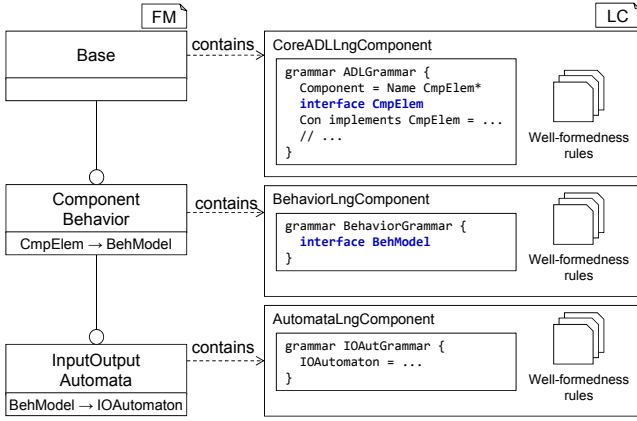 FM
LC
Base
contains
CoreADLLngComponent
grammar ADLGrammar {
Component = Name CmpElem*
interface CmpElem
Con implements CmpElem = ...
// ...
}
Well-formedness
rules
Component
Behavior
CmpElem → BehModel
contains
BehaviorLngComponent
grammar BehaviorGrammar {
interface BehModel
}
Well-formedness
rules
InputOutput
Automata
BehModel → IOAutomaton
contains
AutomataLngComponent
grammar IOAutGrammar {
IOAutomaton = ...
}
Well-formedness
rules